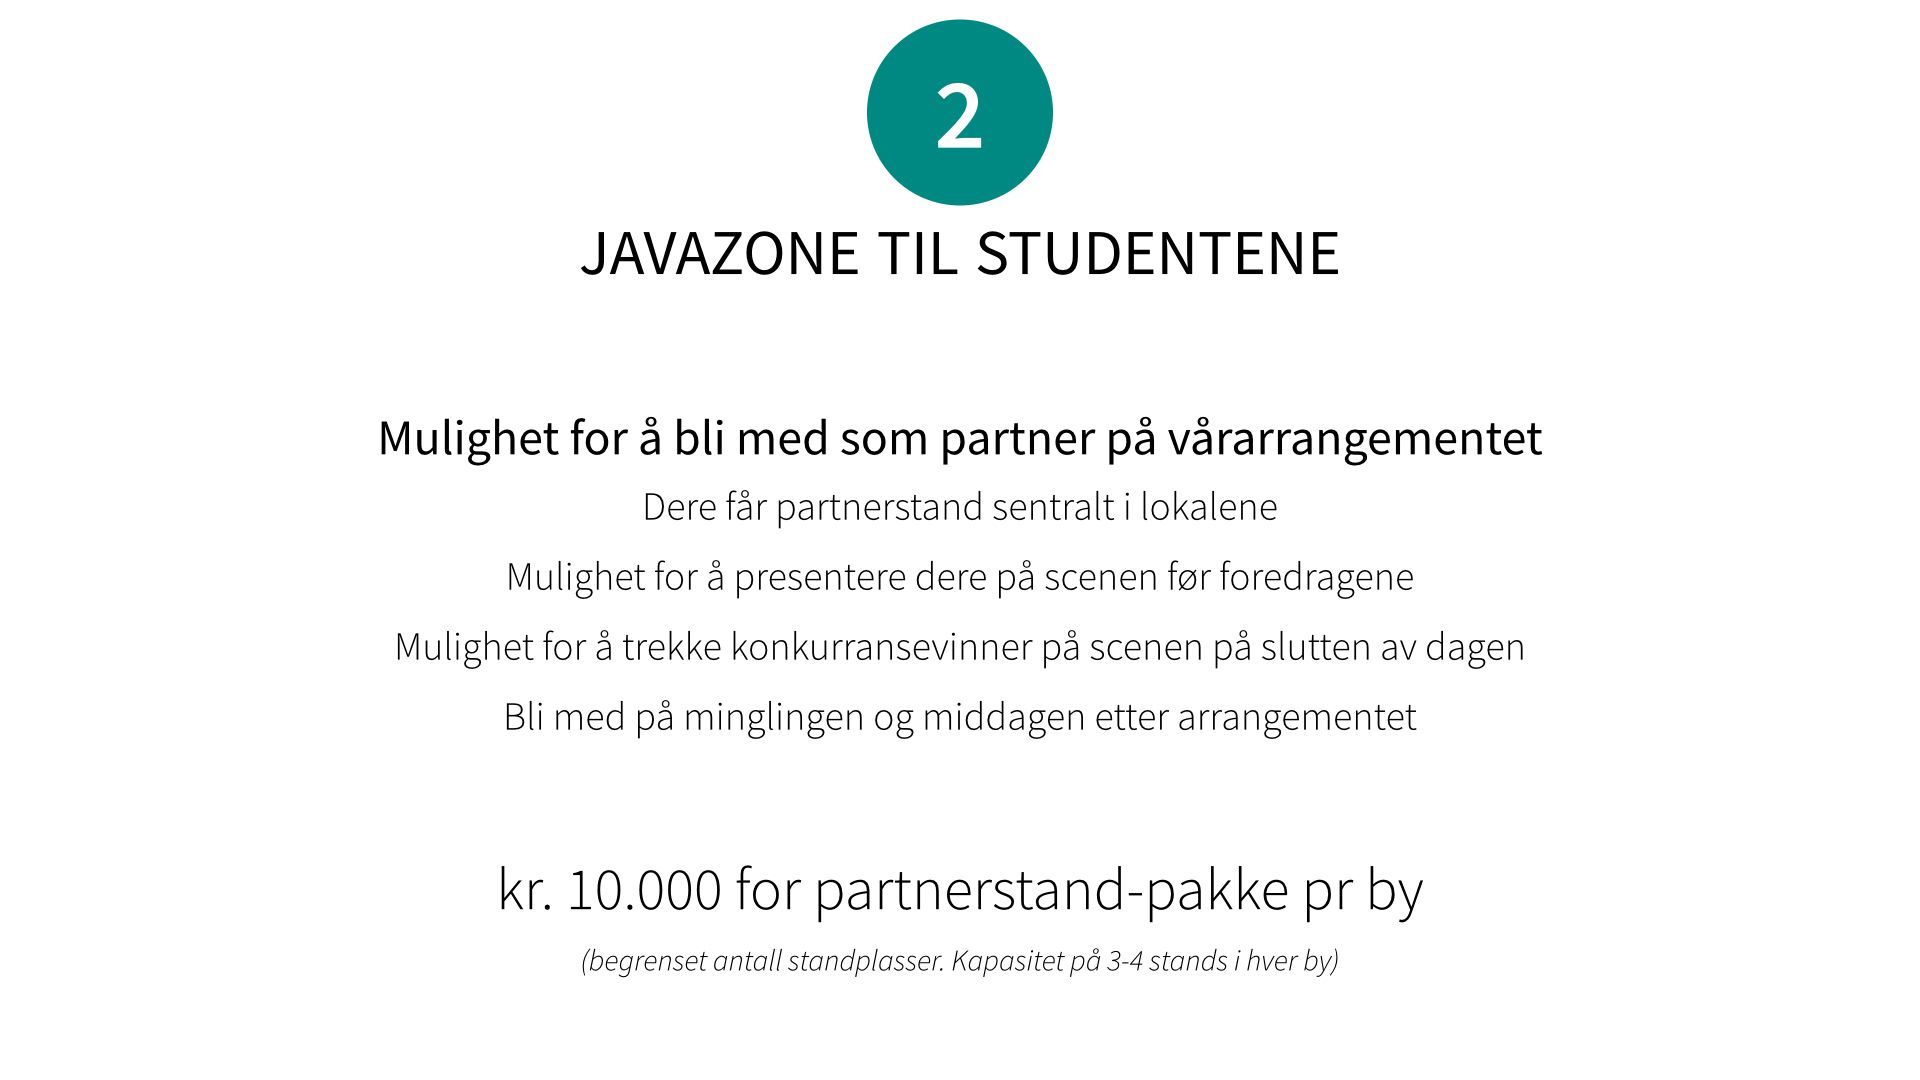 2
JAVAZONE TIL STUDENTENE
Mulighet for å bli med som partner på vårarrangementet
Dere får partnerstand sentralt i lokalene
Mulighet for å presentere dere på scenen før foredragene
Mulighet for å trekke konkurransevinner på scenen på slutten av dagen
Bli med på minglingen og middagen etter arrangementet
kr. 10.000 for partnerstand-pakke pr by
(begrenset antall standplasser. Kapasitet på 3-4 stands i hver by)